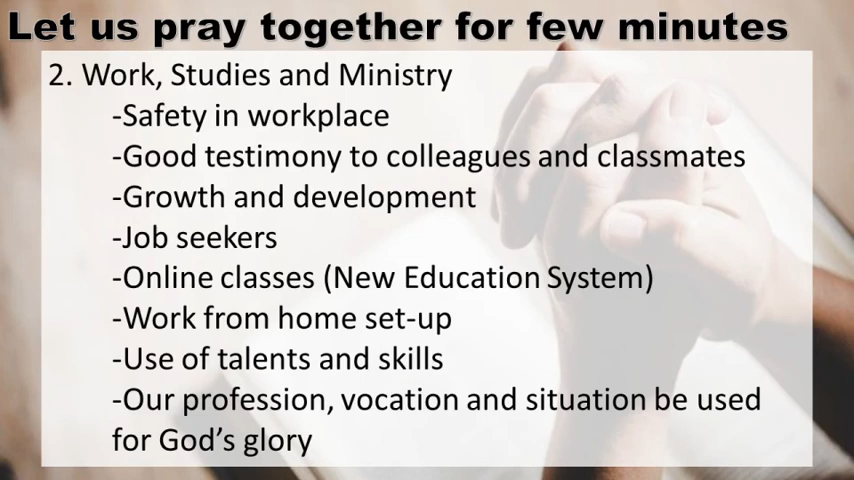 Let us pray together for few minutes
2. Work, Studies and Ministry
-Safety in workplace
-Good testimony to colleagues and classmates
-Growth and development
-Job seekers
-Online classes (New Education System)
-Work from home set-up
-Use of talents and skills
-Our profession, vocation and situation be used
for God’s glory